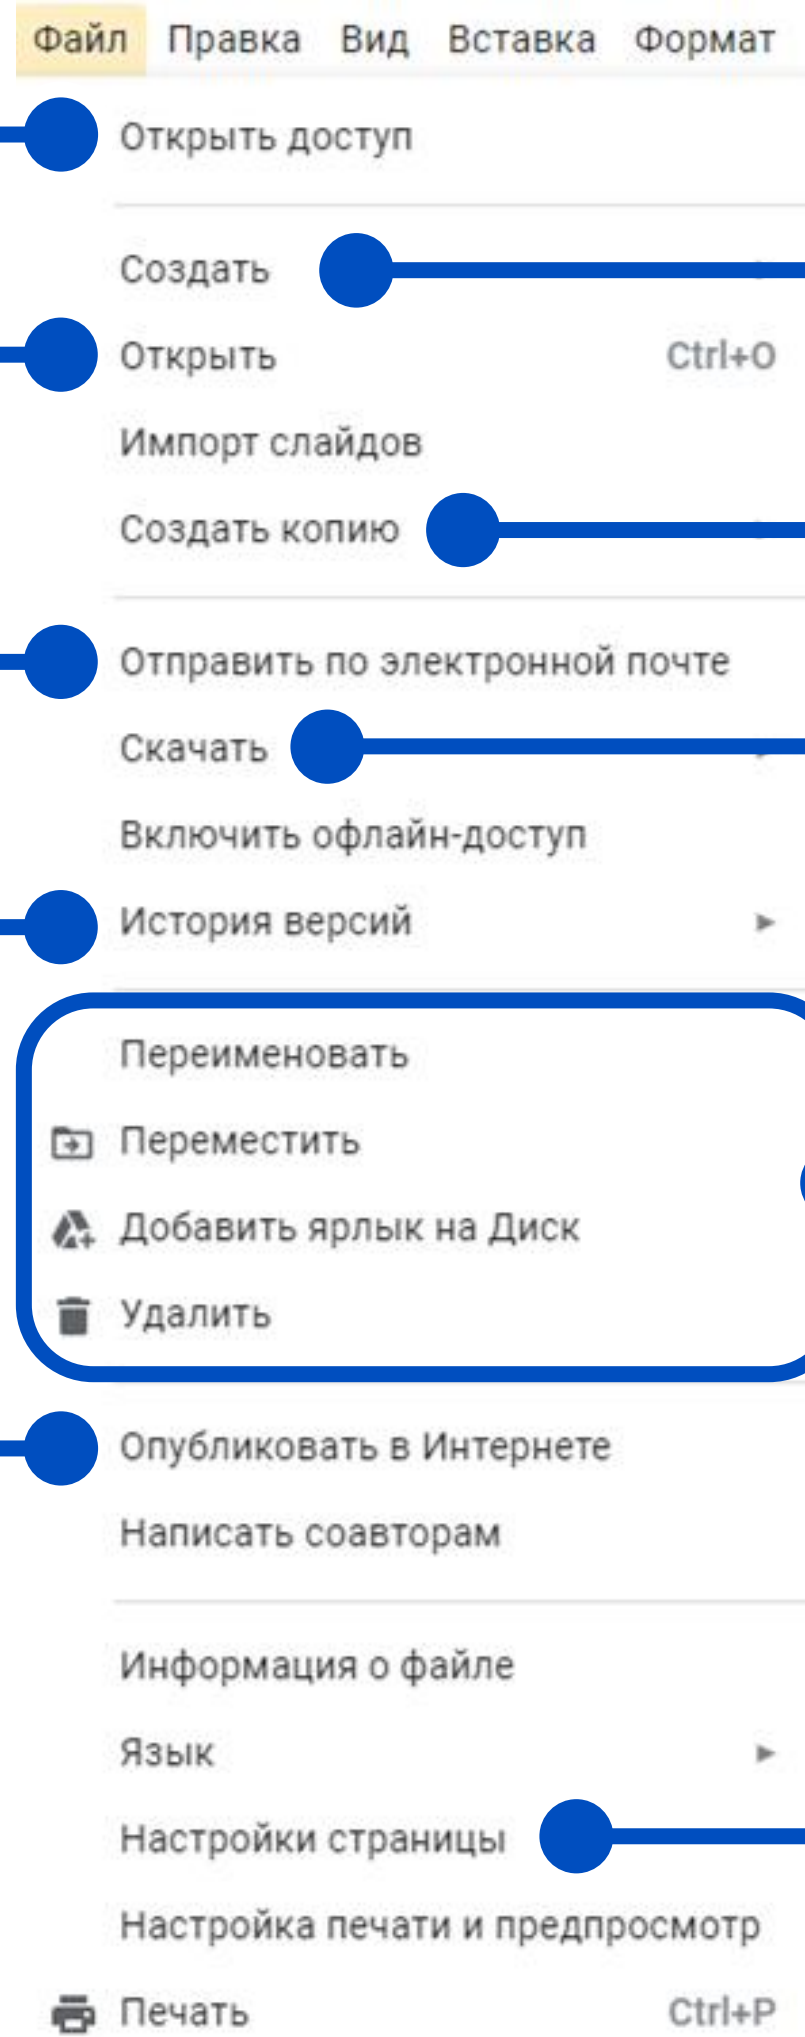 Файл Правка Вид Вставка Формат
Открыть доступ
Создать
Открыть Ctrl+O
Импорт слайдов
Создать копию
Отправить по электронной почте
Скачать
Включить офлайн-доступ
История версий
Переименовать
Переместить
Добавить ярлык на Диск
Удалить
Опубликовать в Интернете
Написать соавторам
Информация о файле
Язык
Настройки страницы
Настройка печати и предпросмотр
Печать Ctrl+P